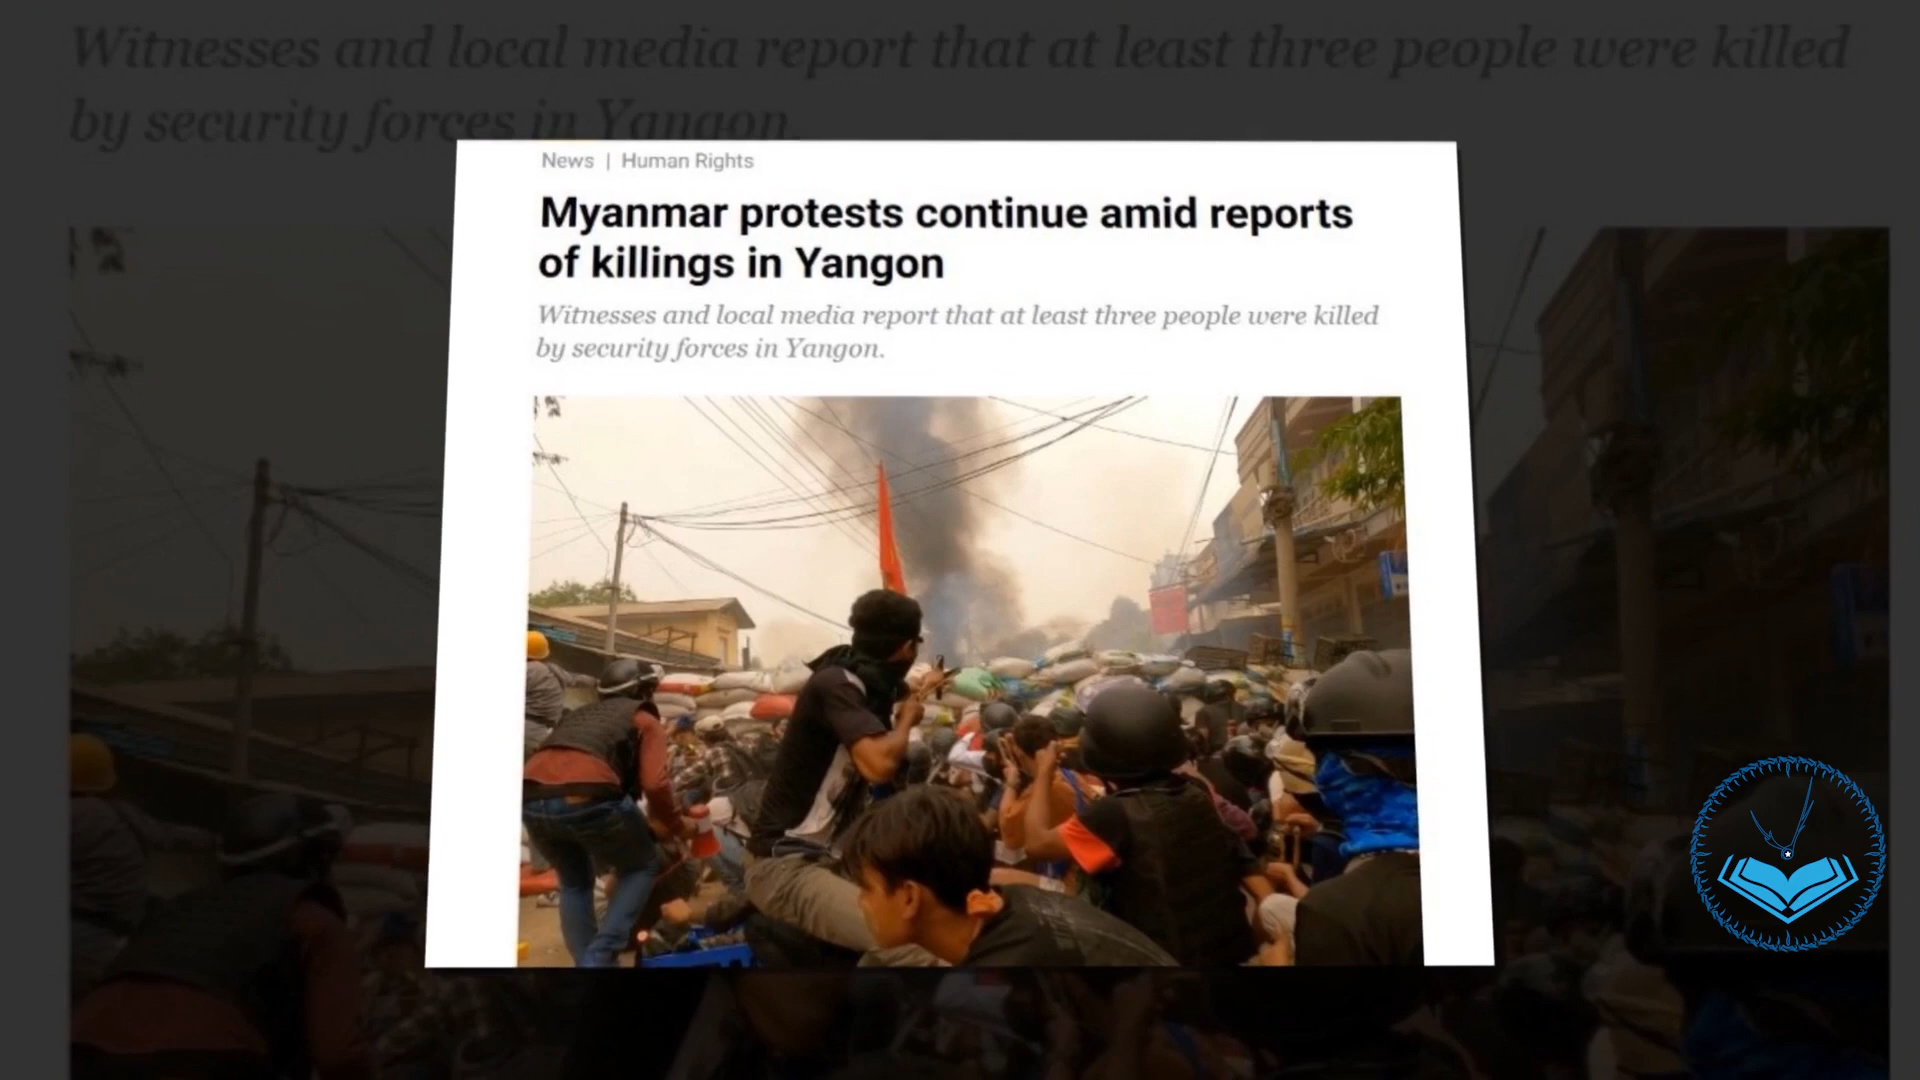 Witnesses and local media report that at least three people were killed
by security forces in Yangon.
News | Human Rights
Myanmar protests continue amid reports
of killings in Yangon
Witnesses and local media report that at least three people were killed
by security forces in Yangon.